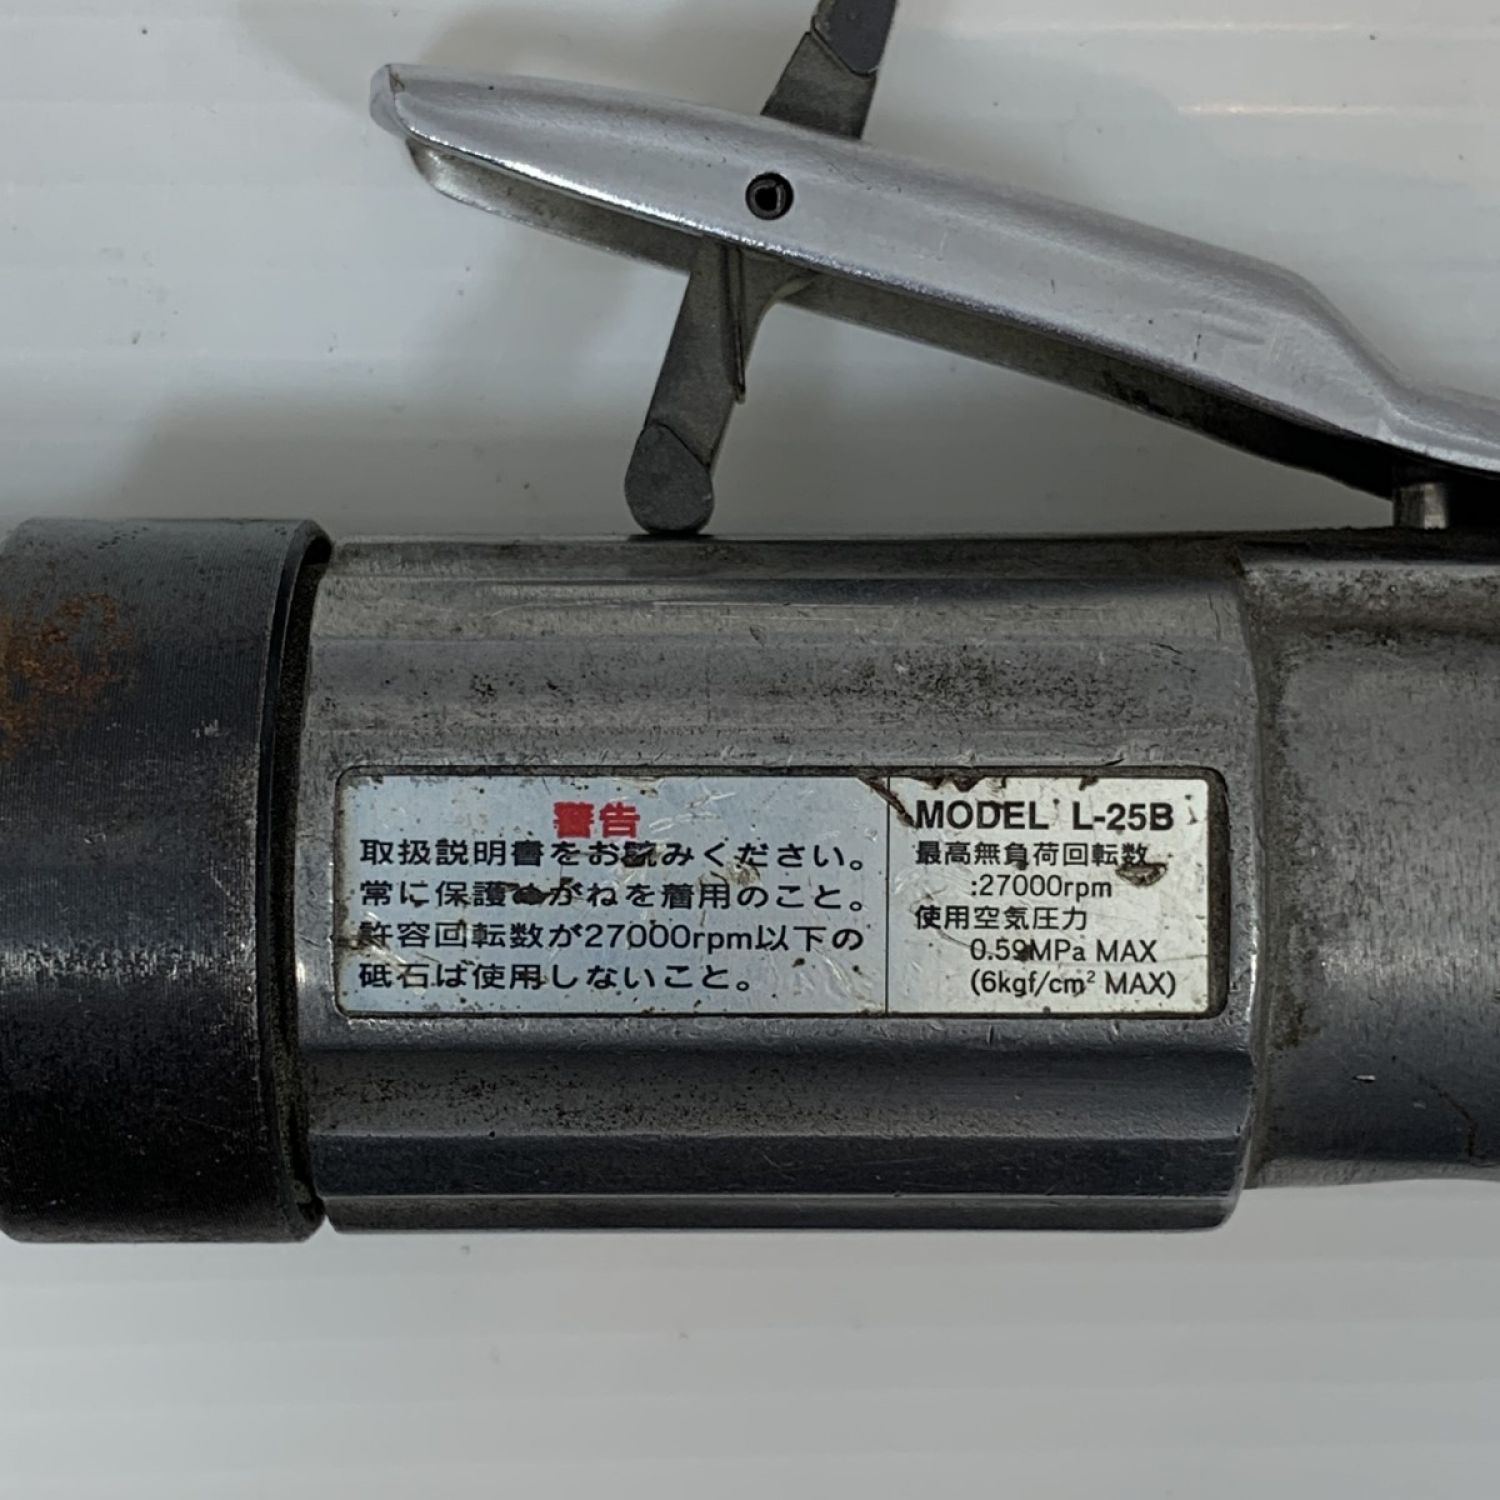 警告
取扱説明書をお読みください。
常に保護めがねを着用のこと。
許容回転数が27000rpm以下の
砥石は使用しないこと。
MODEL L-25B
最高無負荷回転数
:27000rpm
使用空気圧力
0.59MPa MAX
(6kgf/cm² MAX)